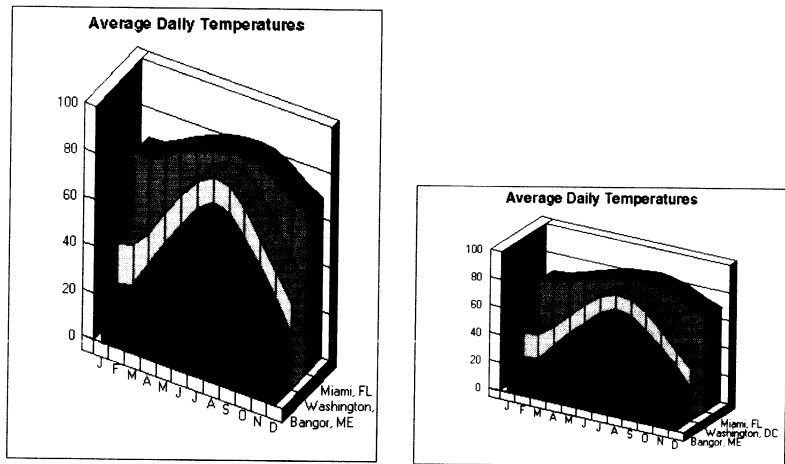 Average Daily Temperatures
100
80
60
40
20
0
J F M A M J J A S O N D
Miami, FL
Washington,
Bangor, ME
Average Daily Temperatures
100
80
60
40
20
0
J F M A M J J A S O N D
Miami, FL
Washington, DC
Bangor, ME